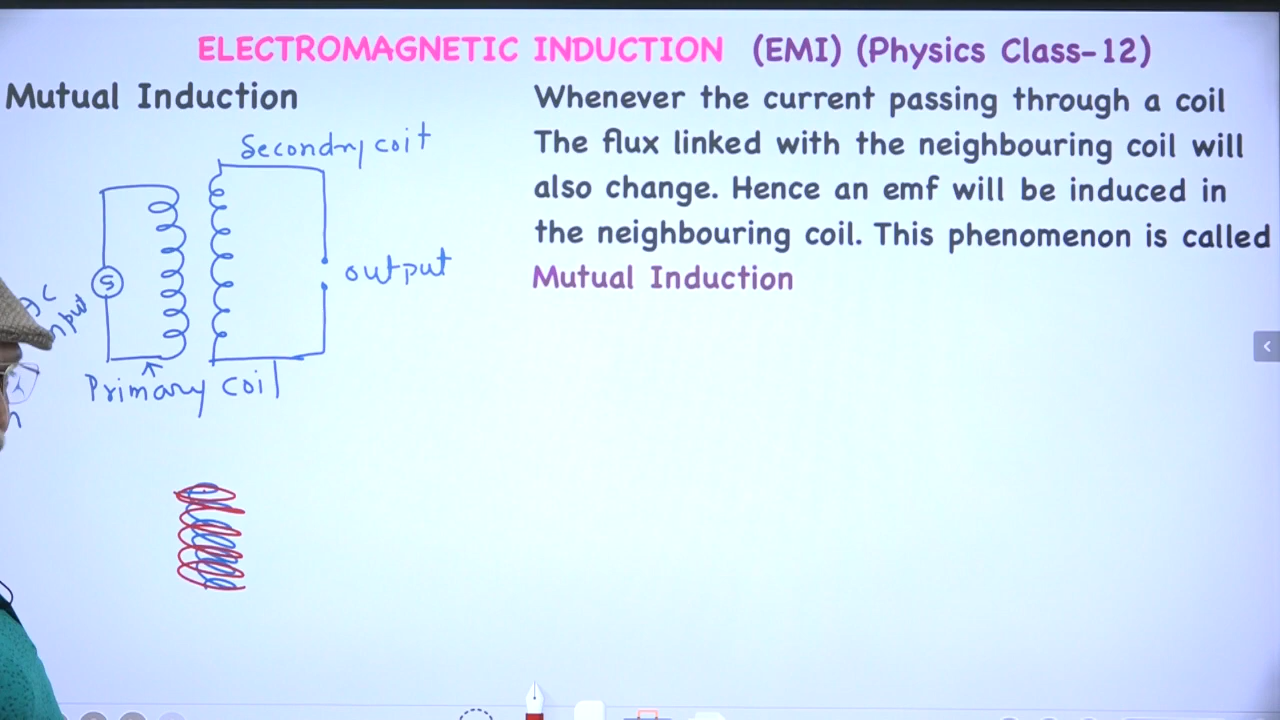 ELECTROMAGNETIC INDUCTION (EMI) (Physics Class-12)
Mutual Induction
Whenever the current passing through a coil
The flux linked with the neighbouring coil will
also change. Hence an emf will be induced in
the neighbouring coil. This phenomenon is called
Mutual Induction
Secondry coil
output
S
Primary coil